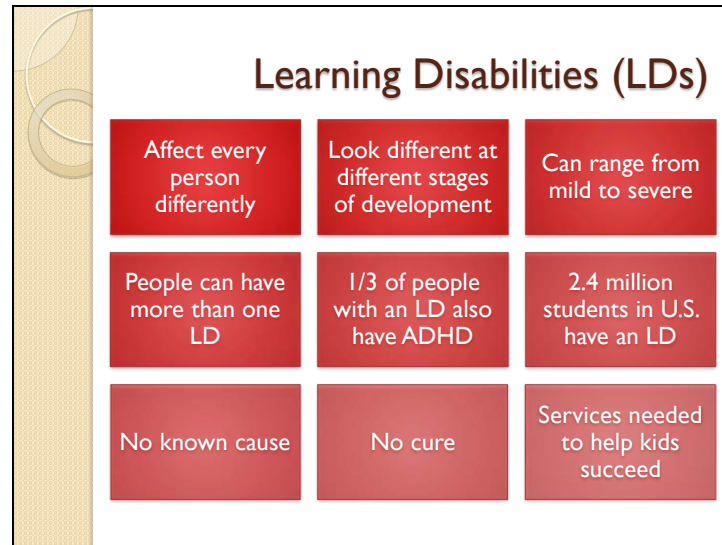 Learning Disabilities (LDs)
Affect every
person
differently
Look different at
different stages
of development
Can range from
mild to severe
People can have
more than one
LD
1/3 of people
with an LD also
have ADHD
2.4 million
students in U.S.
have an LD
No known cause
No cure
Services needed
to help kids
succeed